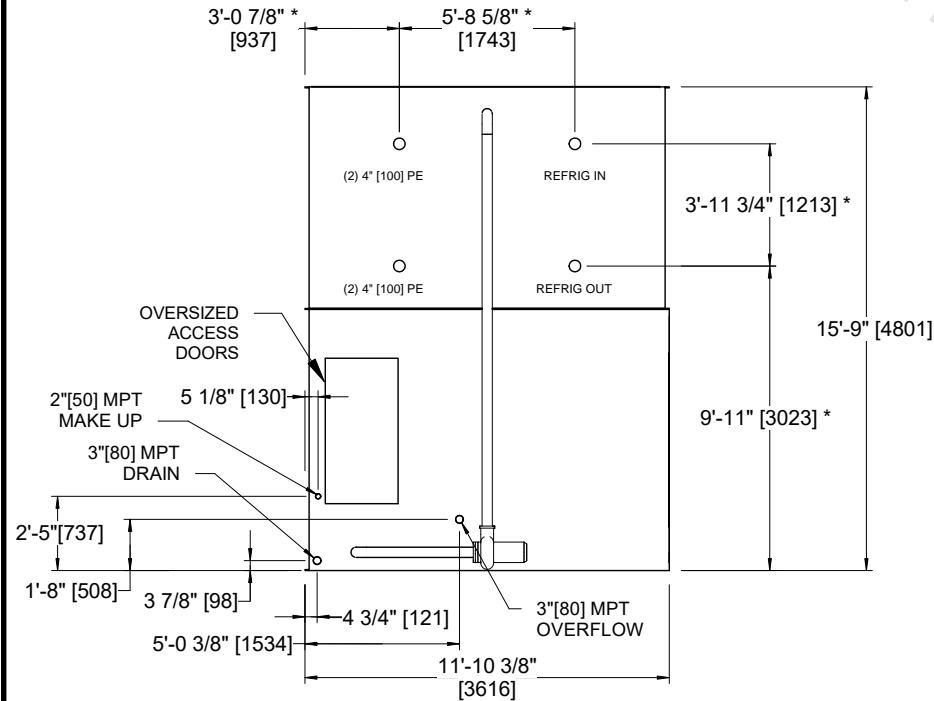 3'-0 7/8" *
[937]
5'-8 5/8" *
[1743]
(2) 4" [100] PE
REFRIG IN
3'-11 3/4" [1213] *
(2) 4" [100] PE
REFRIG OUT
OVERSIZED
ACCESS
DOORS
15'-9" [4801]
5 1/8" [130]
2"[50] MPT
MAKE UP
9'-11" [3023] *
3"[80] MPT
DRAIN
2'-5"[737]
1'-8" [508]
3 7/8" [98]
4 3/4" [121]
3"[80] MPT
OVERFLOW
5'-0 3/8" [1534]
11'-10 3/8"
[3616]